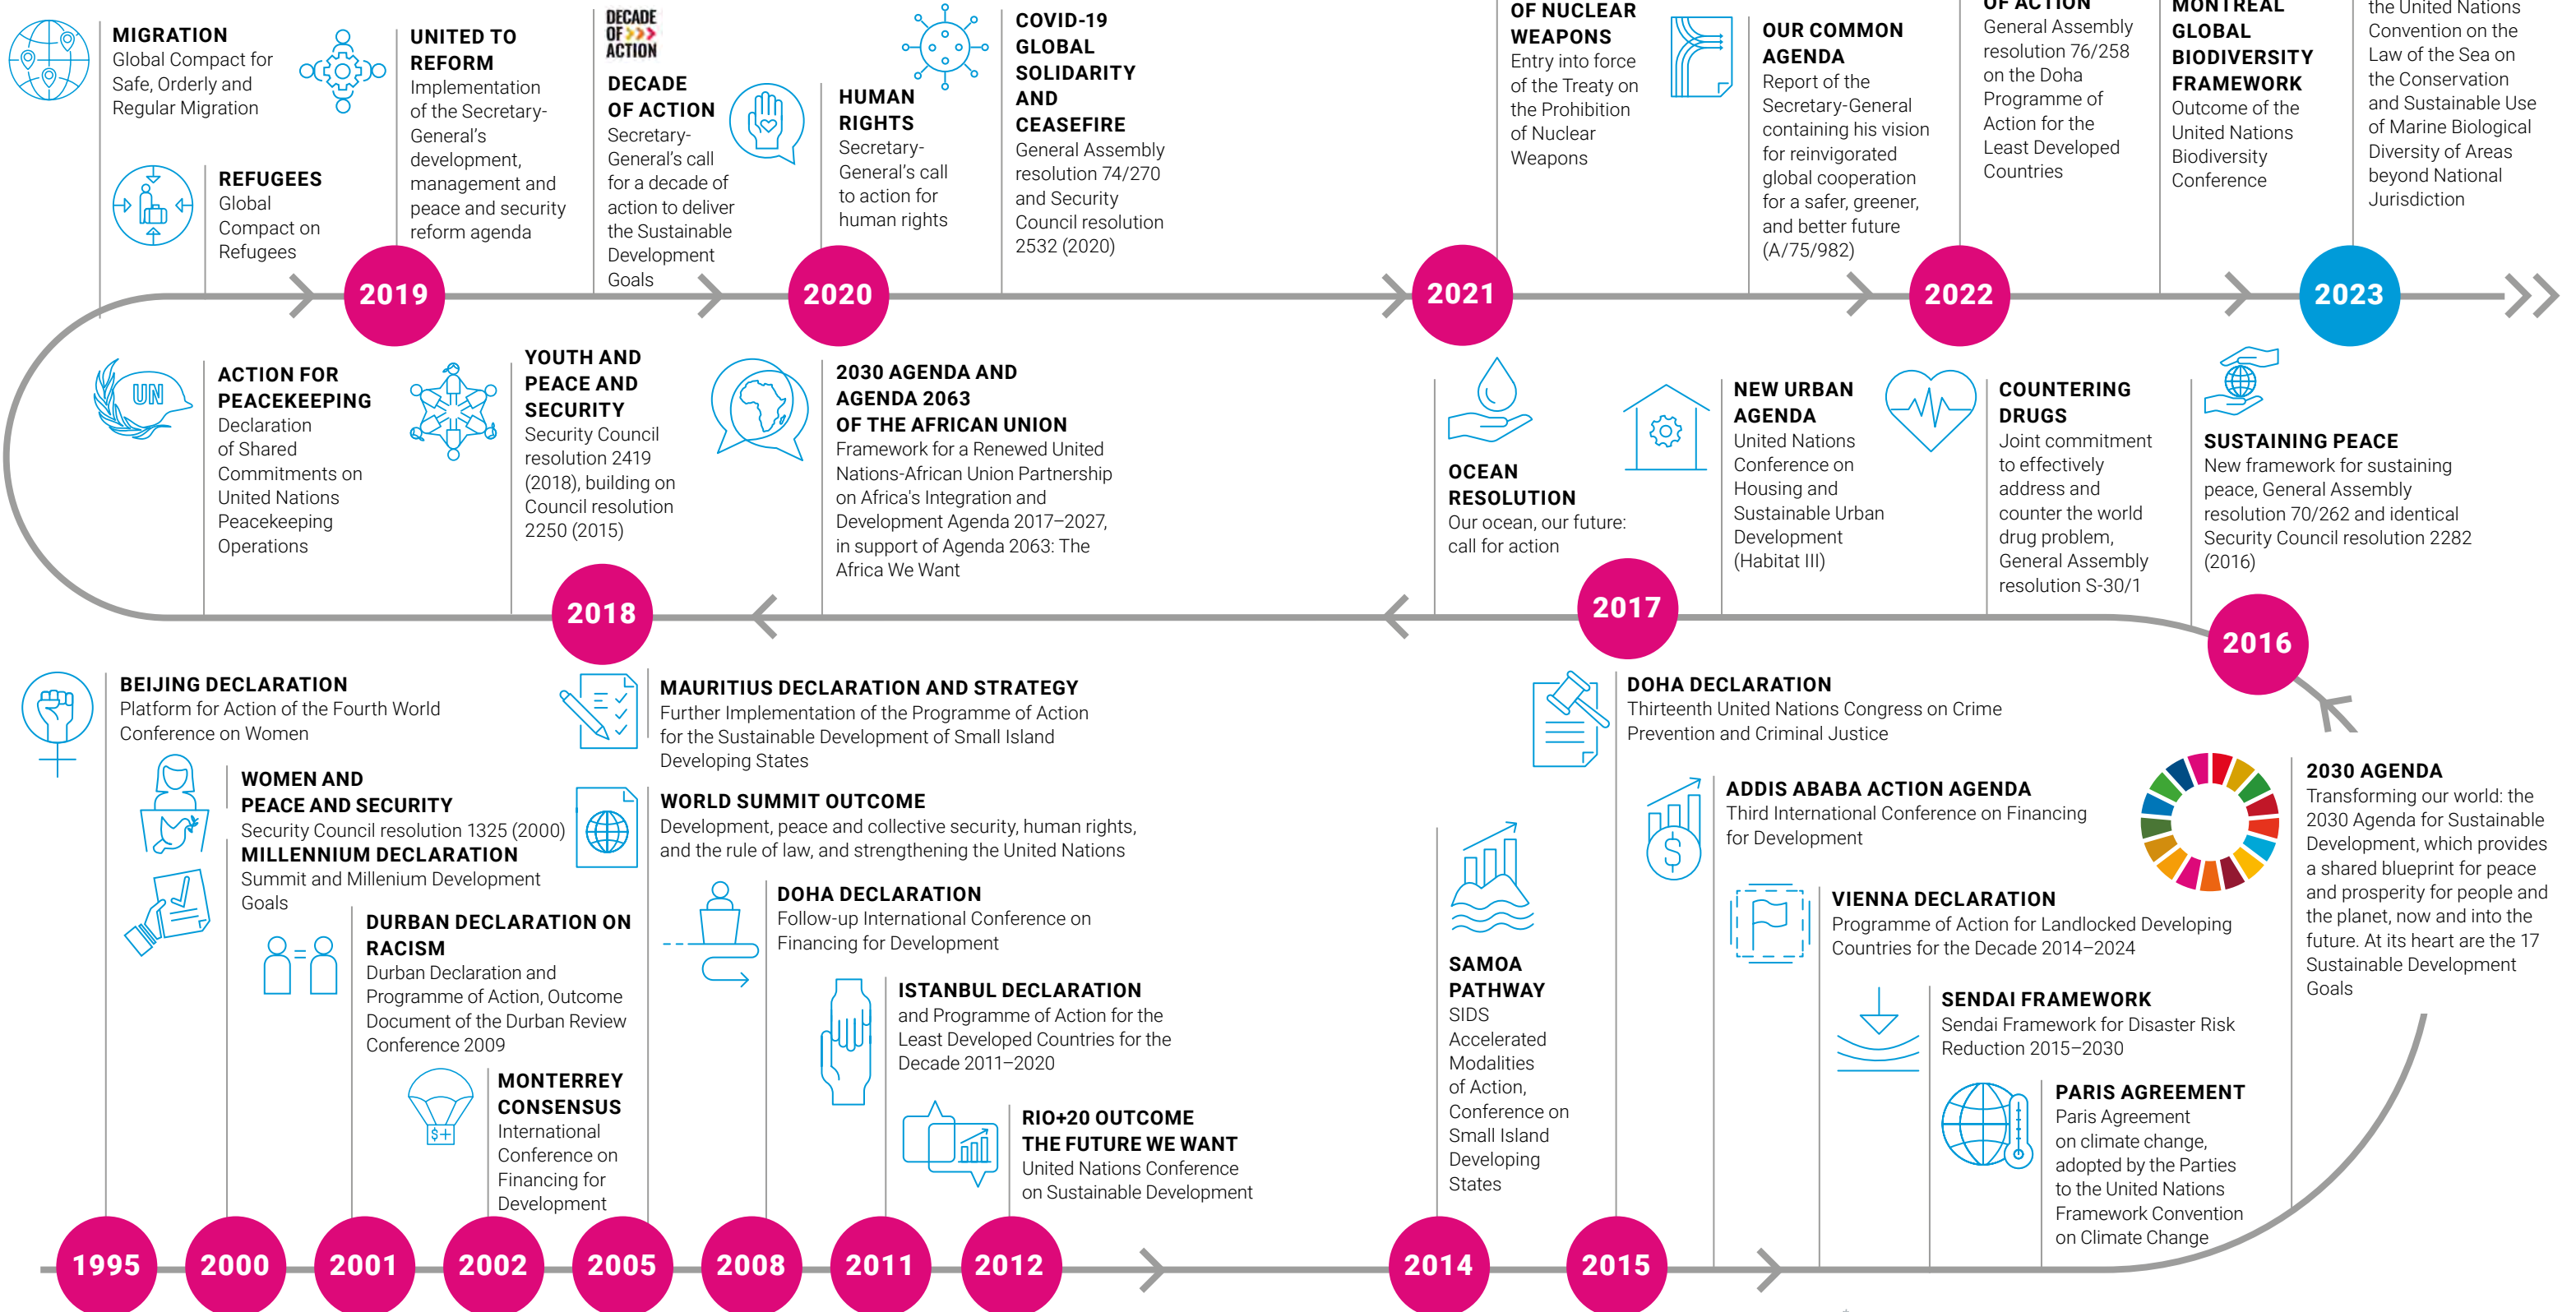 MIGRATION
Global Compact for
Safe, Orderly and
Regular Migration
REFUGEES
Global
Compact on
Refugees
UNITED TO
REFORM
Implementation
of the Secretary-
General's
development,
management and
peace and security
reform agenda
DECADE
OF >>>
ACTION
DECADE
OF ACTION
Secretary-
General's call
for a decade of
action to deliver
the Sustainable
Development
Goals
HUMAN
RIGHTS
Secretary-
General's call
to action for
human rights
COVID-19
GLOBAL
SOLIDARITY
AND
CEASEFIRE
General Assembly
resolution 74/270
and Security
Council resolution
2532 (2020)
OF NUCLEAR
WEAPONS
Entry into force
of the Treaty on
the Prohibition
of Nuclear
Weapons
OUR COMMON
AGENDA
Report of the
Secretary-General
containing his vision
for reinvigorated
global cooperation
for a safer, greener,
and better future
(A/75/982)
OF ACTION
General Assembly
resolution 76/258
on the Doha
Programme of
Action for the
Least Developed
Countries
MONTREAL
GLOBAL
BIODIVERSITY
FRAMEWORK
Outcome of the
United Nations
Biodiversity
Conference
the United Nations
Convention on the
Law of the Sea on
the Conservation
and Sustainable Use
of Marine Biological
Diversity of Areas
beyond National
Jurisdiction
2019
2020
2021
2022
2023
UN
ACTION FOR
PEACEKEEPING
Declaration
of Shared
Commitments on
United Nations
Peacekeeping
Operations
YOUTH AND
PEACE AND
SECURITY
Security Council
resolution 2419
(2018), building on
Council resolution
2250 (2015)
2030 AGENDA AND
AGENDA 2063
OF THE AFRICAN UNION
Framework for a Renewed United
Nations-African Union Partnership
on Africa's Integration and
Development Agenda 2017–2027,
in support of Agenda 2063: The
Africa We Want
OCEAN
RESOLUTION
Our ocean, our future:
call for action
NEW URBAN
AGENDA
United Nations
Conference on
Housing and
Sustainable Urban
Development
(Habitat III)
COUNTERING
DRUGS
Joint commitment
to effectively
address and
counter the world
drug problem,
General Assembly
resolution S-30/1
SUSTAINING PEACE
New framework for sustaining
peace, General Assembly
resolution 70/262 and identical
Security Council resolution 2282
(2016)
2018
2017
2016
BEIJING DECLARATION
Platform for Action of the Fourth World
Conference on Women
WOMEN AND
PEACE AND SECURITY
Security Council resolution 1325 (2000)
MILLENNIUM DECLARATION
Summit and Millenium Development
Goals
DURBAN DECLARATION ON
RACISM
Durban Declaration and
Programme of Action, Outcome
Document of the Durban Review
Conference 2009
$+
MONTERREY
CONSENSUS
International
Conference on
Financing for
Development
MAURITIUS DECLARATION AND STRATEGY
Further Implementation of the Programme of Action
for the Sustainable Development of Small Island
Developing States
WORLD SUMMIT OUTCOME
Development, peace and collective security, human rights,
and the rule of law, and strengthening the United Nations
DOHA DECLARATION
Follow-up International Conference on
Financing for Development
ISTANBUL DECLARATION
and Programme of Action for the
Least Developed Countries for the
Decade 2011–2020
RIO+20 OUTCOME
THE FUTURE WE WANT
United Nations Conference
on Sustainable Development
SAMOA
PATHWAY
SIDS
Accelerated
Modalities
of Action,
Conference on
Small Island
Developing
States
DOHA DECLARATION
Thirteenth United Nations Congress on Crime
Prevention and Criminal Justice
$
ADDIS ABABA ACTION AGENDA
Third International Conference on Financing
for Development
VIENNA DECLARATION
Programme of Action for Landlocked Developing
Countries for the Decade 2014–2024
SENDAI FRAMEWORK
Sendai Framework for Disaster Risk
Reduction 2015–2030
PARIS AGREEMENT
Paris Agreement
on climate change,
adopted by the Parties
to the United Nations
Framework Convention
on Climate Change
2030 AGENDA
Transforming our world: the
2030 Agenda for Sustainable
Development, which provides
a shared blueprint for peace
and prosperity for people and
the planet, now and into the
future. At its heart are the 17
Sustainable Development
Goals
1995
2000
2001
2002
2005
2008
2011
2012
2014
2015